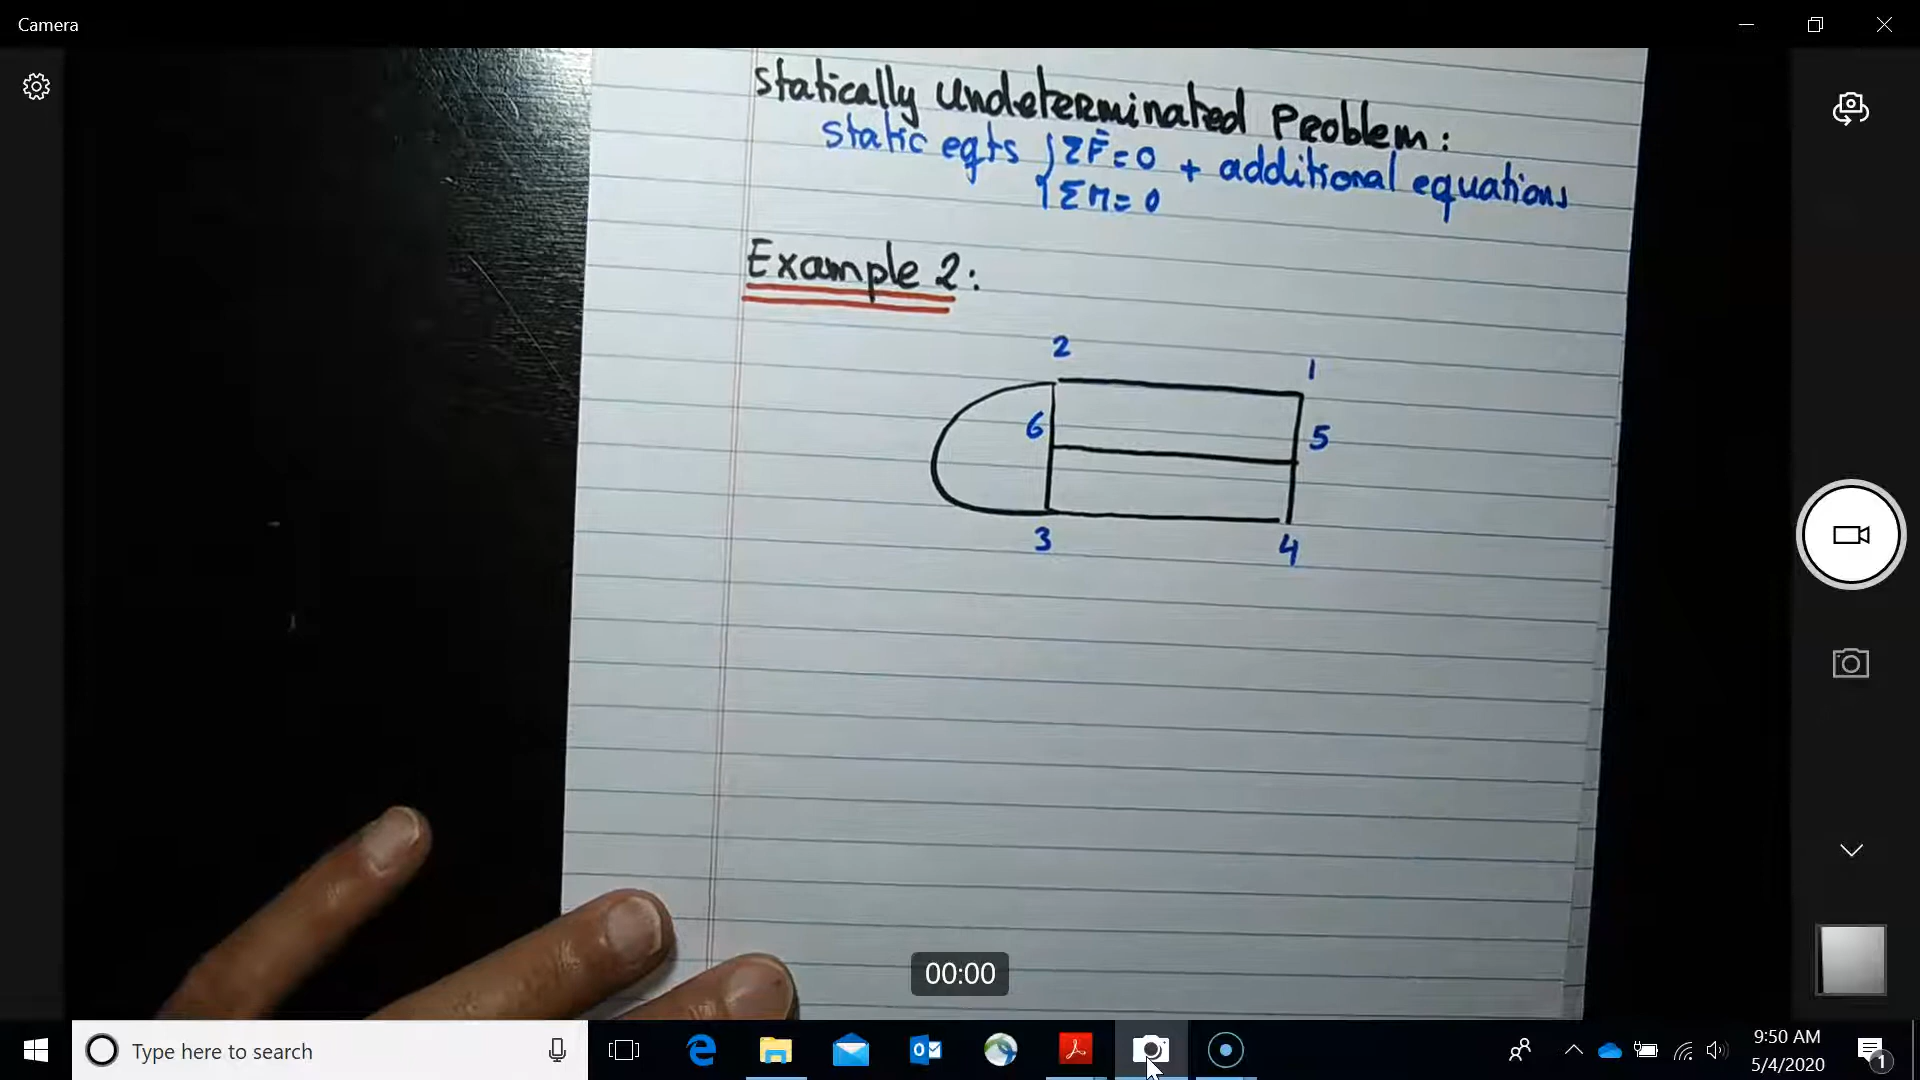 Camera
Statically Undeterminated Problem:
Static eqts { ΣF̄ = 0 + additional equations
ΣM = 0
Example 2:
2
1
6
5
3
4
00:00
Type here to search
9:50 AM
5/4/2020
1